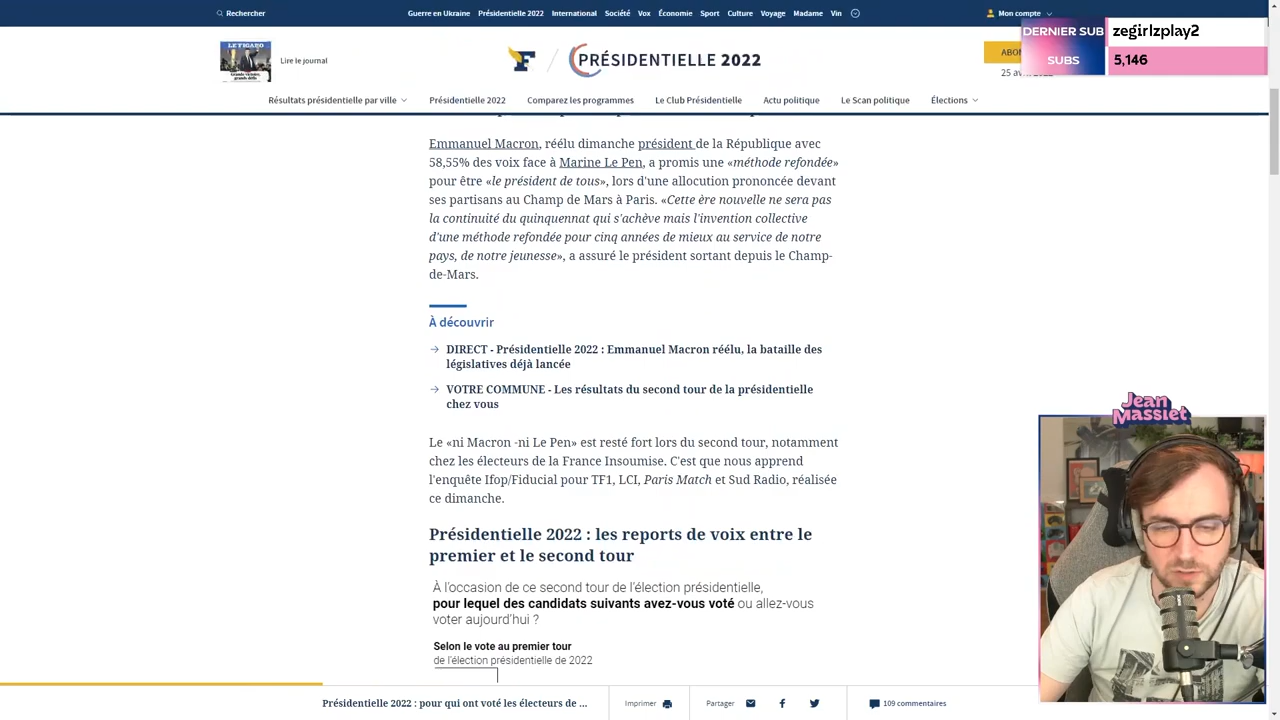 Rechercher
Guerre en Ukraine Présidentielle 2022 International Société Vox Économie Sport Culture Voyage Madame Vin
Mon compte
DERNIER SUB
zegirlzplay2
SUBS
5,146
LE FIGARO
Lire le journal
F
PRÉSIDENTIELLE 2022
Résultats présidentielle par ville Présidentielle 2022 Comparez les programmes Le Club Présidentielle Actu politique Le Scan politique Élections
Emmanuel Macron, réélu dimanche président de la République avec
58,55% des voix face à Marine Le Pen, a promis une «méthode refondée»
pour être «le président de tous», lors d'une allocution prononcée devant
ses partisans au Champ de Mars à Paris. «Cette ère nouvelle ne sera pas
la continuité du quinquennat qui s'achève mais l'invention collective
d'une méthode refondée pour cinq années de mieux au service de notre
pays, de notre jeunesse», a assuré le président sortant depuis le Champ-
de-Mars.
À découvrir
DIRECT - Présidentielle 2022 : Emmanuel Macron réélu, la bataille des
législatives déjà lancée
VOTRE COMMUNE - Les résultats du second tour de la présidentielle
chez vous
Le «ni Macron -ni Le Pen» est resté fort lors du second tour, notamment
chez les électeurs de la France Insoumise. C'est que nous apprend
l'enquête Ifop/Fiducial pour TF1, LCI, Paris Match et Sud Radio, réalisée
ce dimanche.
Présidentielle 2022 : les reports de voix entre le
premier et le second tour
À l'occasion de ce second tour de l'élection présidentielle,
pour lequel des candidats suivants avez-vous voté ou allez-vous
voter aujourd'hui ?
Selon le vote au premier tour
de l'élection présidentielle de 2022
Jean
Massiet
Présidentielle 2022 : pour qui ont voté les électeurs de ...
Imprimer
Partager
109 commentaires